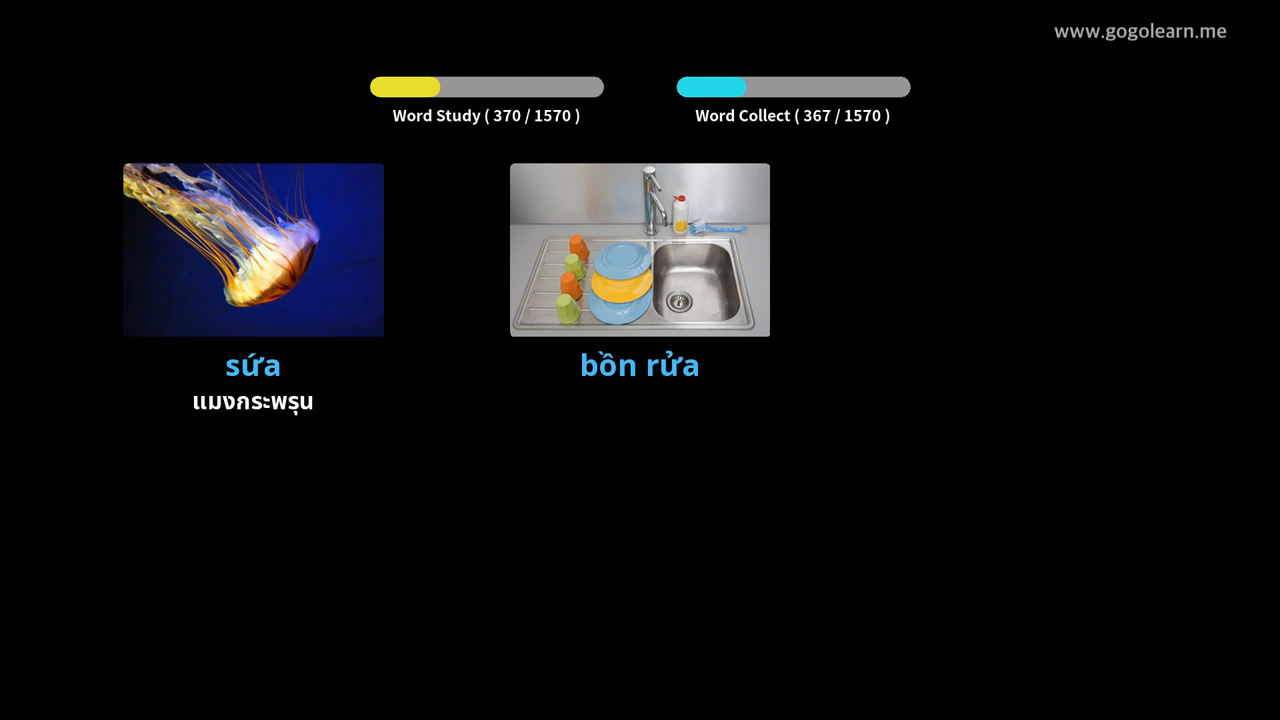 www.gogolearn.me
Word Study ( 370 / 1570 )
Word Collect ( 367 / 1570 )
sứa
แมงกระพรุน
bồn rửa